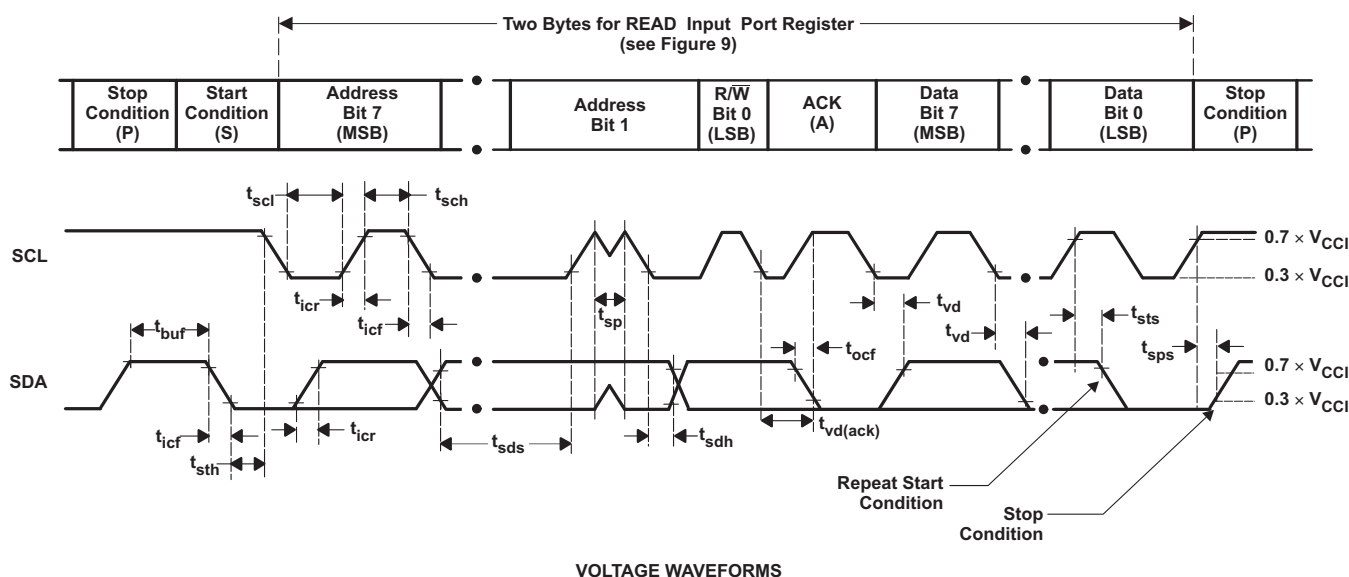 Two Bytes for READ Input Port Register
(see Figure 9)
Stop
Condition
(P)
Start
Condition
(S)
Address
Bit 7
(MSB)
Address
Bit 1
R/W̅
Bit 0
(LSB)
ACK
(A)
Data
Bit 7
(MSB)
Data
Bit 0
(LSB)
Stop
Condition
(P)
tscl
tsch
SCL
0.7 × VCCI
0.3 × VCCI
ticr
ticf
tsp
tvd
tvd
tsts
tbuf
tocf
tsps
SDA
0.7 × VCCI
0.3 × VCCI
ticf
ticr
tsth
tsds
tsdh
tvd(ack)
Repeat Start
Condition
Stop
Condition
VOLTAGE WAVEFORMS